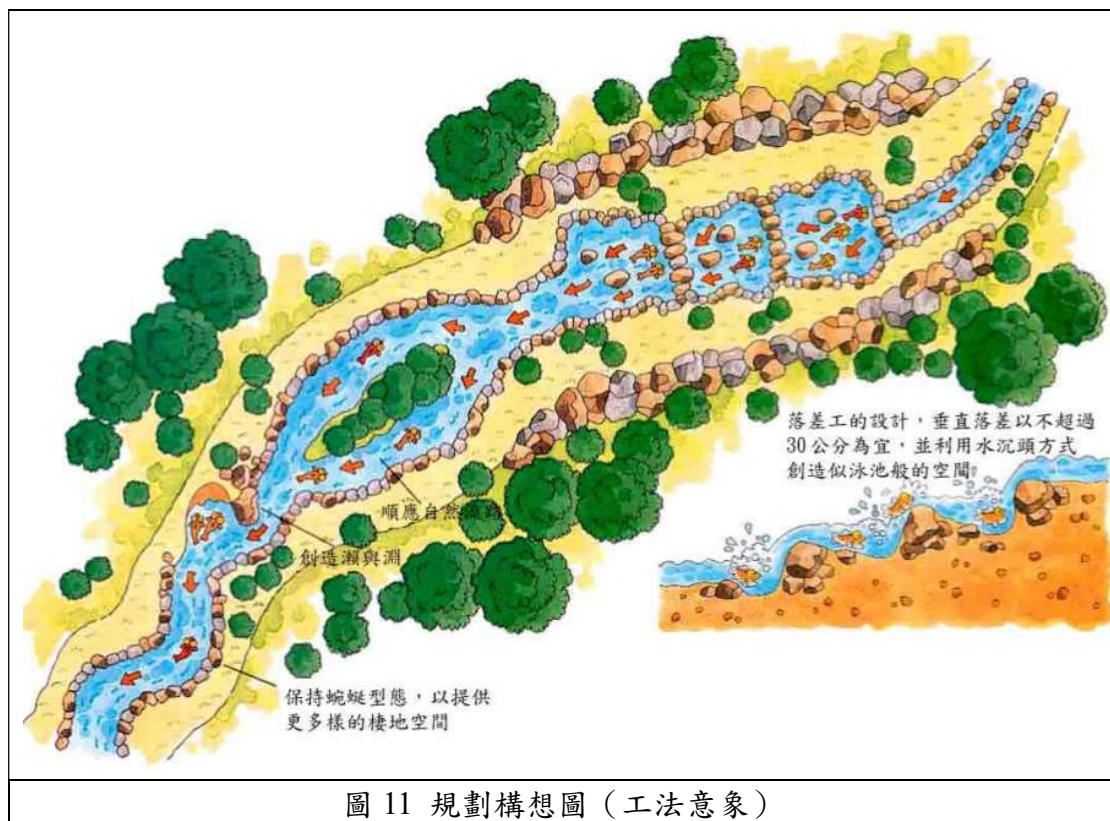 落差工的設計，垂直落差以不超過
30公分為宜，並利用水沉頭方式
創造似泳池般的空間。
順應自然
創造瀨與淵
保持蜿蜒型態，以提供
更多樣的棲地空間
圖 11 規劃構想圖（工法意象）